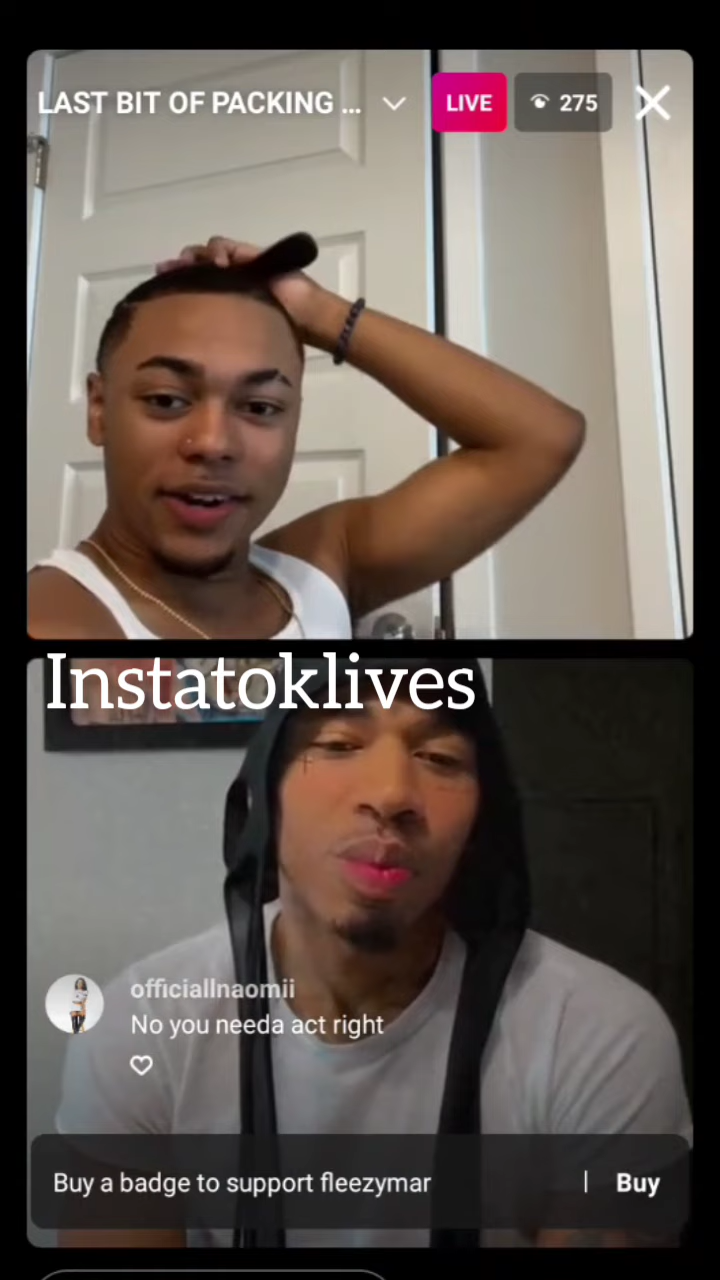 LAST BIT OF PACKING ...
LIVE
275
Instatoklives
officiallnaomii
No you needa act right
Buy a badge to support fleezymar | Buy